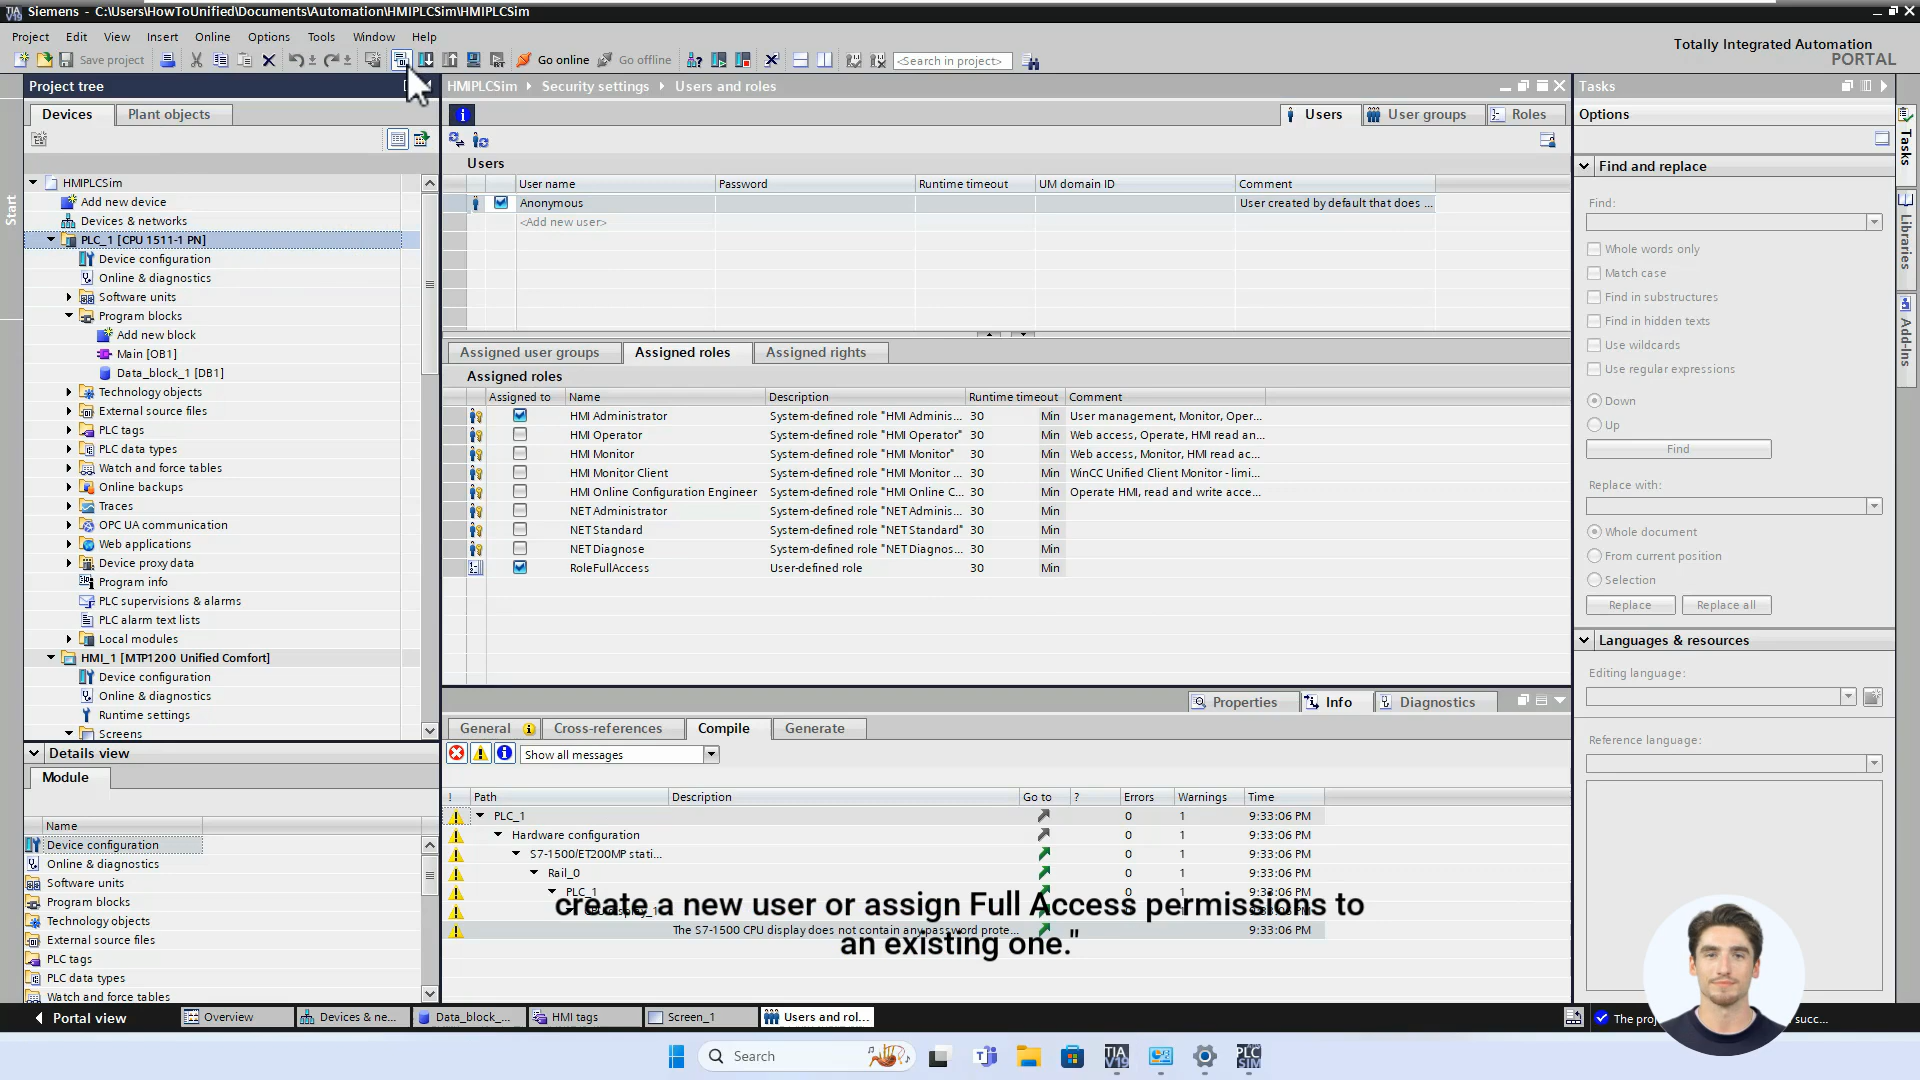 Siemens - C:\Users\HowToUnified\Documents\Automation\HMIPLCSim\HMIPLCSim
Project Edit View Insert Online Options Tools Window Help
Totally Integrated Automation
PORTAL
Save project
Go online
Go offline
<Search in project>
Project tree
HMIPLCSim
Security settings
Users and roles
Tasks
Devices
Plant objects
Users
User groups
Roles
Options
Start
Users
User name Password Runtime timeout UM domain ID Comment
Anonymous User created by default that does ...
<Add new user>
HMIPLCSim
Add new device
Devices & networks
PLC_1 [CPU 1511-1 PN]
Device configuration
Online & diagnostics
Software units
Program blocks
Add new block
Main [OB1]
Data_block_1 [DB1]
Technology objects
External source files
PLC tags
PLC data types
Watch and force tables
Online backups
Traces
OPC UA communication
Web applications
Device proxy data
Program info
PLC supervisions & alarms
PLC alarm text lists
Local modules
HMI_1 [MTP1200 Unified Comfort]
Device configuration
Online & diagnostics
Runtime settings
Screens
Assigned user groups Assigned roles Assigned rights
Assigned roles
Assigned to Name Description Runtime timeout Comment
HMI Administrator System-defined role "HMI Adminis... 30 Min User management, Monitor, Oper...
HMI Operator System-defined role "HMI Operator" 30 Min Web access, Operate, HMI read an...
HMI Monitor System-defined role "HMI Monitor" 30 Min Web access, Monitor, HMI read ac...
HMI Monitor Client System-defined role "HMI Monitor ... 30 Min WinCC Unified Client Monitor - limi...
HMI Online Configuration Engineer System-defined role "HMI Online C... 30 Min Operate HMI, read and write acce...
NET Administrator System-defined role "NET Adminis... 30 Min
NET Standard System-defined role "NET Standard" 30 Min
NET Diagnose System-defined role "NET Diagnos... 30 Min
RoleFullAccess User-defined role 30 Min
Find and replace
Find:
Whole words only
Match case
Find in substructures
Find in hidden texts
Use wildcards
Use regular expressions
Down
Up
Find
Replace with:
Whole document
From current position
Selection
Replace
Replace all
Languages & resources
Editing language:
Reference language:
Tasks
Libraries
Add-Ins
Details view
Module
Name
Device configuration
Online & diagnostics
Software units
Program blocks
Technology objects
External source files
PLC tags
PLC data types
Watch and force tables
Properties Info Diagnostics
General Cross-references Compile Generate
Show all messages
! Path Description Go to ? Errors Warnings Time
PLC_1 0 1 9:33:06 PM
Hardware configuration 0 1 9:33:06 PM
S7-1500/ET200MP stati... 0 1 9:33:06 PM
Rail_0 0 1 9:33:06 PM
PLC_1 0 1 9:33:06 PM
The S7-1500 CPU display does not contain any password prote... 9:33:06 PM
create a new user or assign Full Access permissions to
an existing one."
Portal view
Overview
Devices & ne...
Data_block_...
HMI tags
Screen_1
Users and rol...
The proj
succ...
Search
TIA
V19
PLC
SIM